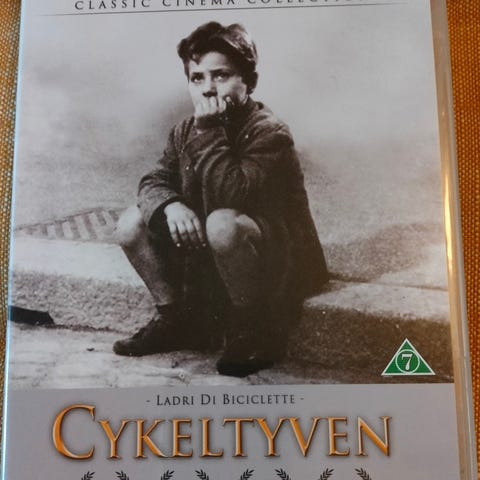 CLASSIC CINEMA COLLECTION
7
- LADRI DI BICICLETTE -
CYKELTYVEN